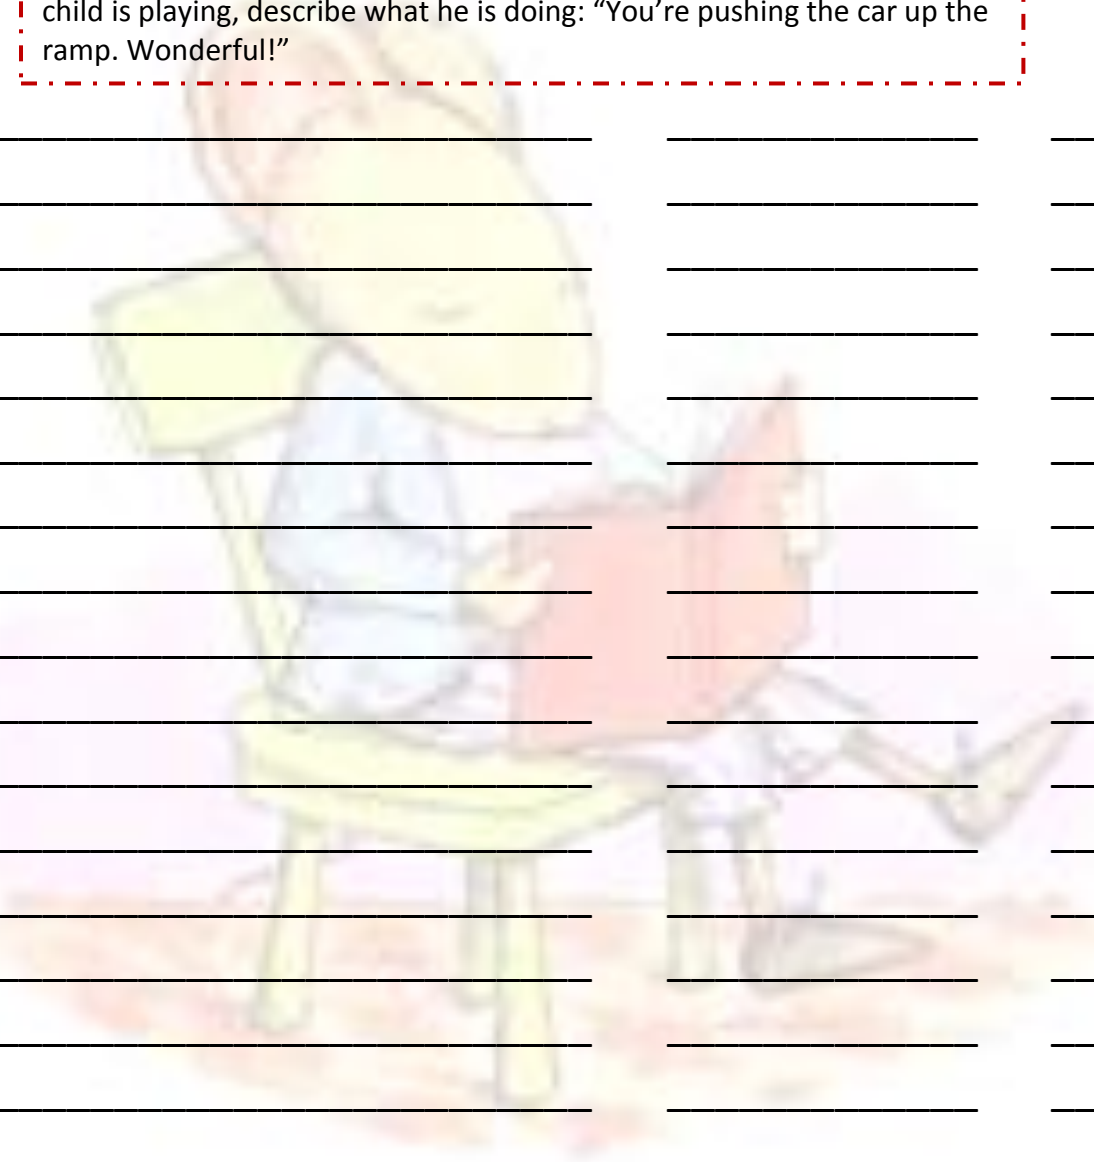 child is playing, describe what he is doing: “You’re pushing the car up the
ramp. Wonderful!”